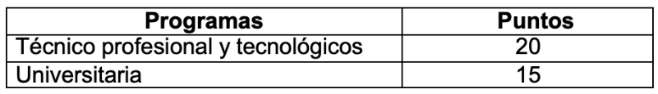 Programas Puntos
Técnico profesional y tecnológicos 20
Universitaria 15